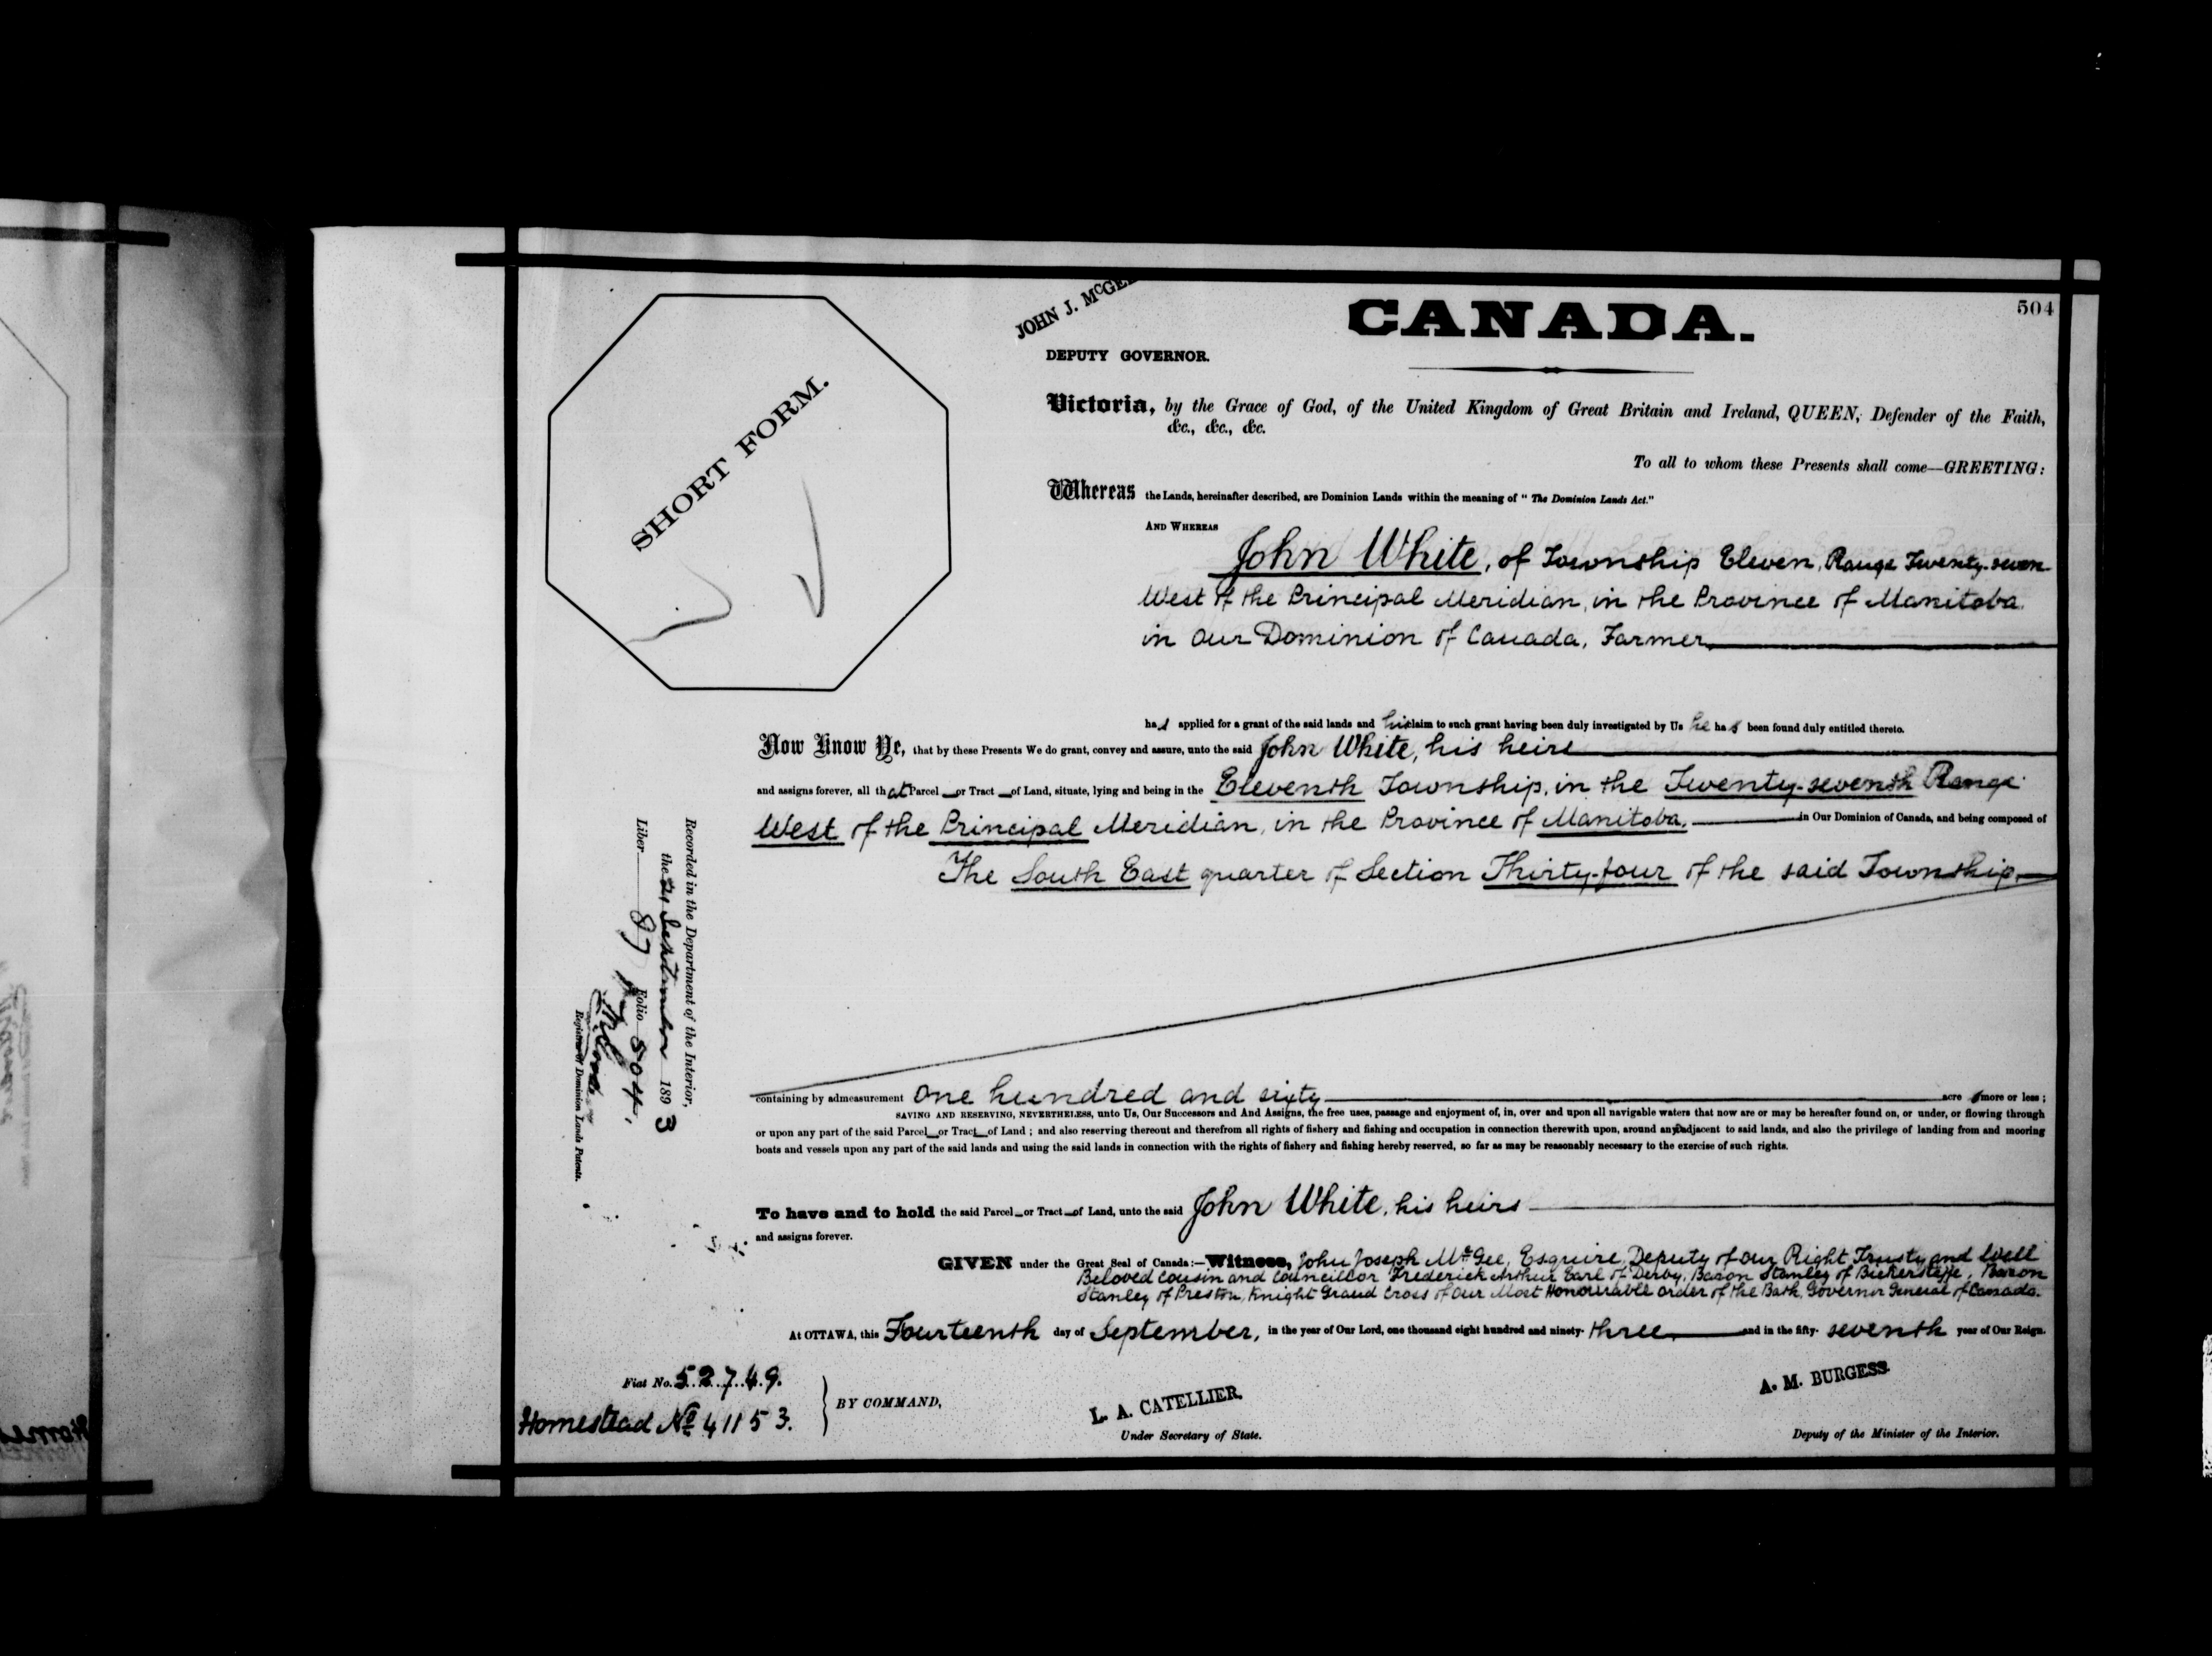 504
JOHN J. McGEE
DEPUTY GOVERNOR.
CANADA.
SHORT FORM.
Victoria, by the Grace of God, of the United Kingdom of Great Britain and Ireland, QUEEN, Defender of the Faith,
&c., &c., &c.
To all to whom these Presents shall come—GREETING:
Whereas the Lands, hereinafter described, are Dominion Lands within the meaning of "The Dominion Lands Act."
AND WHEREAS
John White, of Township Eleven, Range Twenty-seven
West of the Principal Meridian, in the Province of Manitoba
in Our Dominion of Canada, Farmer
has applied for a grant of the said lands and his claim to such grant having been duly investigated by Us he has been found duly entitled thereto.
Now Know Ye, that by these Presents We do grant, convey and assure, unto the said John White, his heirs
and assigns forever, all that Parcel or Tract of Land, situate, lying and being in the Eleventh Township, in the Twenty-seventh Range
West of the Principal Meridian, in the Province of Manitoba, in Our Dominion of Canada, and being composed of
The South East quarter of Section Thirty-four of the said Township.
containing by admeasurement One hundred and sixty acres more or less;
SAVING AND RESERVING, NEVERTHELESS, unto Us, Our Successors and And Assigns, the free uses, passage and enjoyment of, in, over and upon all navigable waters that now are or may be hereafter found on, or under, or flowing through
or upon any part of the said Parcel or Tract of Land; and also reserving thereout and therefrom all rights of fishery and fishing and occupation in connection therewith upon, around and adjacent to said lands, and also the privilege of landing from and mooring
boats and vessels upon any part of the said lands and using the said lands in connection with the rights of fishery and fishing hereby reserved, so far as may be reasonably necessary to the exercise of such rights.
To have and to hold the said Parcel or Tract of Land, unto the said John White, his heirs
and assigns forever.
GIVEN under the Great Seal of Canada:—Witness, John Joseph McGee, Esquire, Deputy of Our Right Trusty and Well
Beloved Cousin and Councillor Frederick Arthur Earl of Derby, Baron Stanley of Bickerstaffe, Baron
Stanley of Preston, Knight Grand Cross of Our Most Honourable Order of the Bath, Governor General of Canada.
At OTTAWA, this Fourteenth day of September, in the year of Our Lord, one thousand eight hundred and ninety-three, and in the fifty-seventh year of Our Reign.
Fiat No. 52749.
Homestead No 41153.
BY COMMAND,
L. A. CATELLIER,
Under Secretary of State.
A. M. BURGESS.
Deputy of the Minister of the Interior.
Recorded in the Department of the Interior,
the 21 September 1893
Liber 87 Folio 504,
Registrar of Dominion Lands Patents.